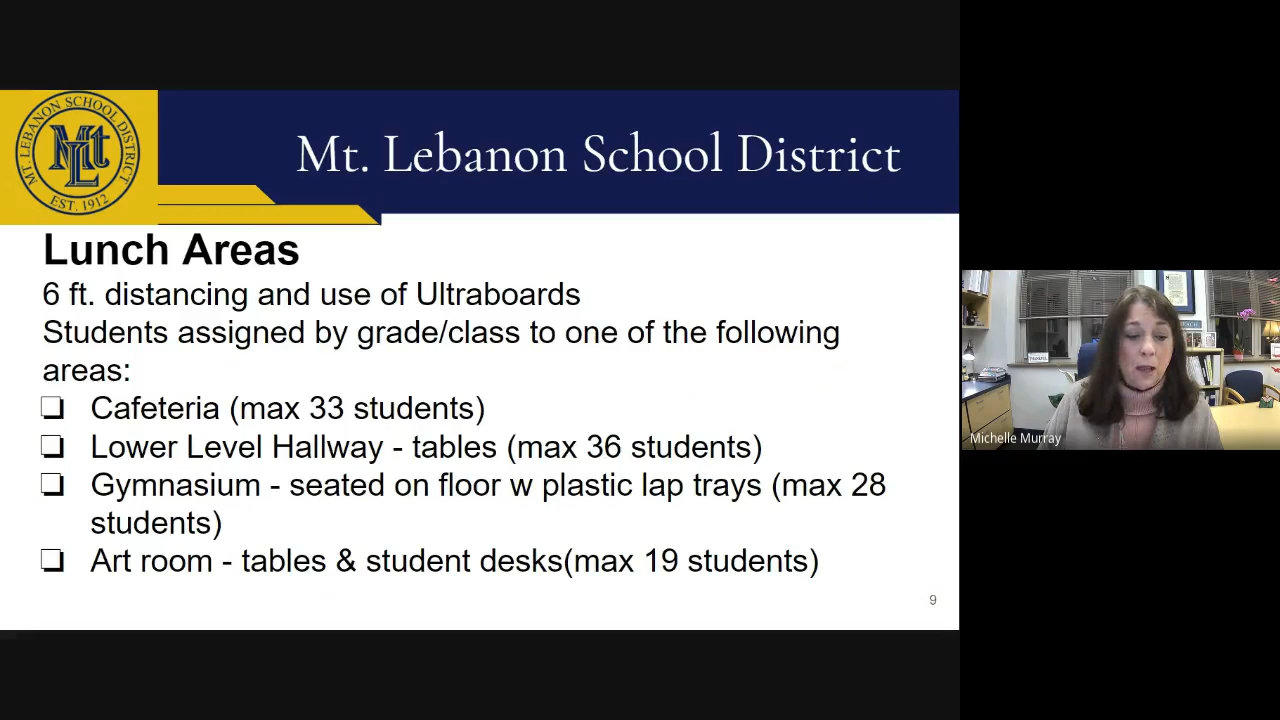 MT. LEBANON SCHOOL DISTRICT
MtL
EST. 1912
Mt. Lebanon School District
Lunch Areas
6 ft. distancing and use of Ultraboards
Students assigned by grade/class to one of the following
areas:
❏ Cafeteria (max 33 students)
❏ Lower Level Hallway - tables (max 36 students)
❏ Gymnasium - seated on floor w plastic lap trays (max 28
students)
❏ Art room - tables & student desks(max 19 students)
9
Michelle Murray